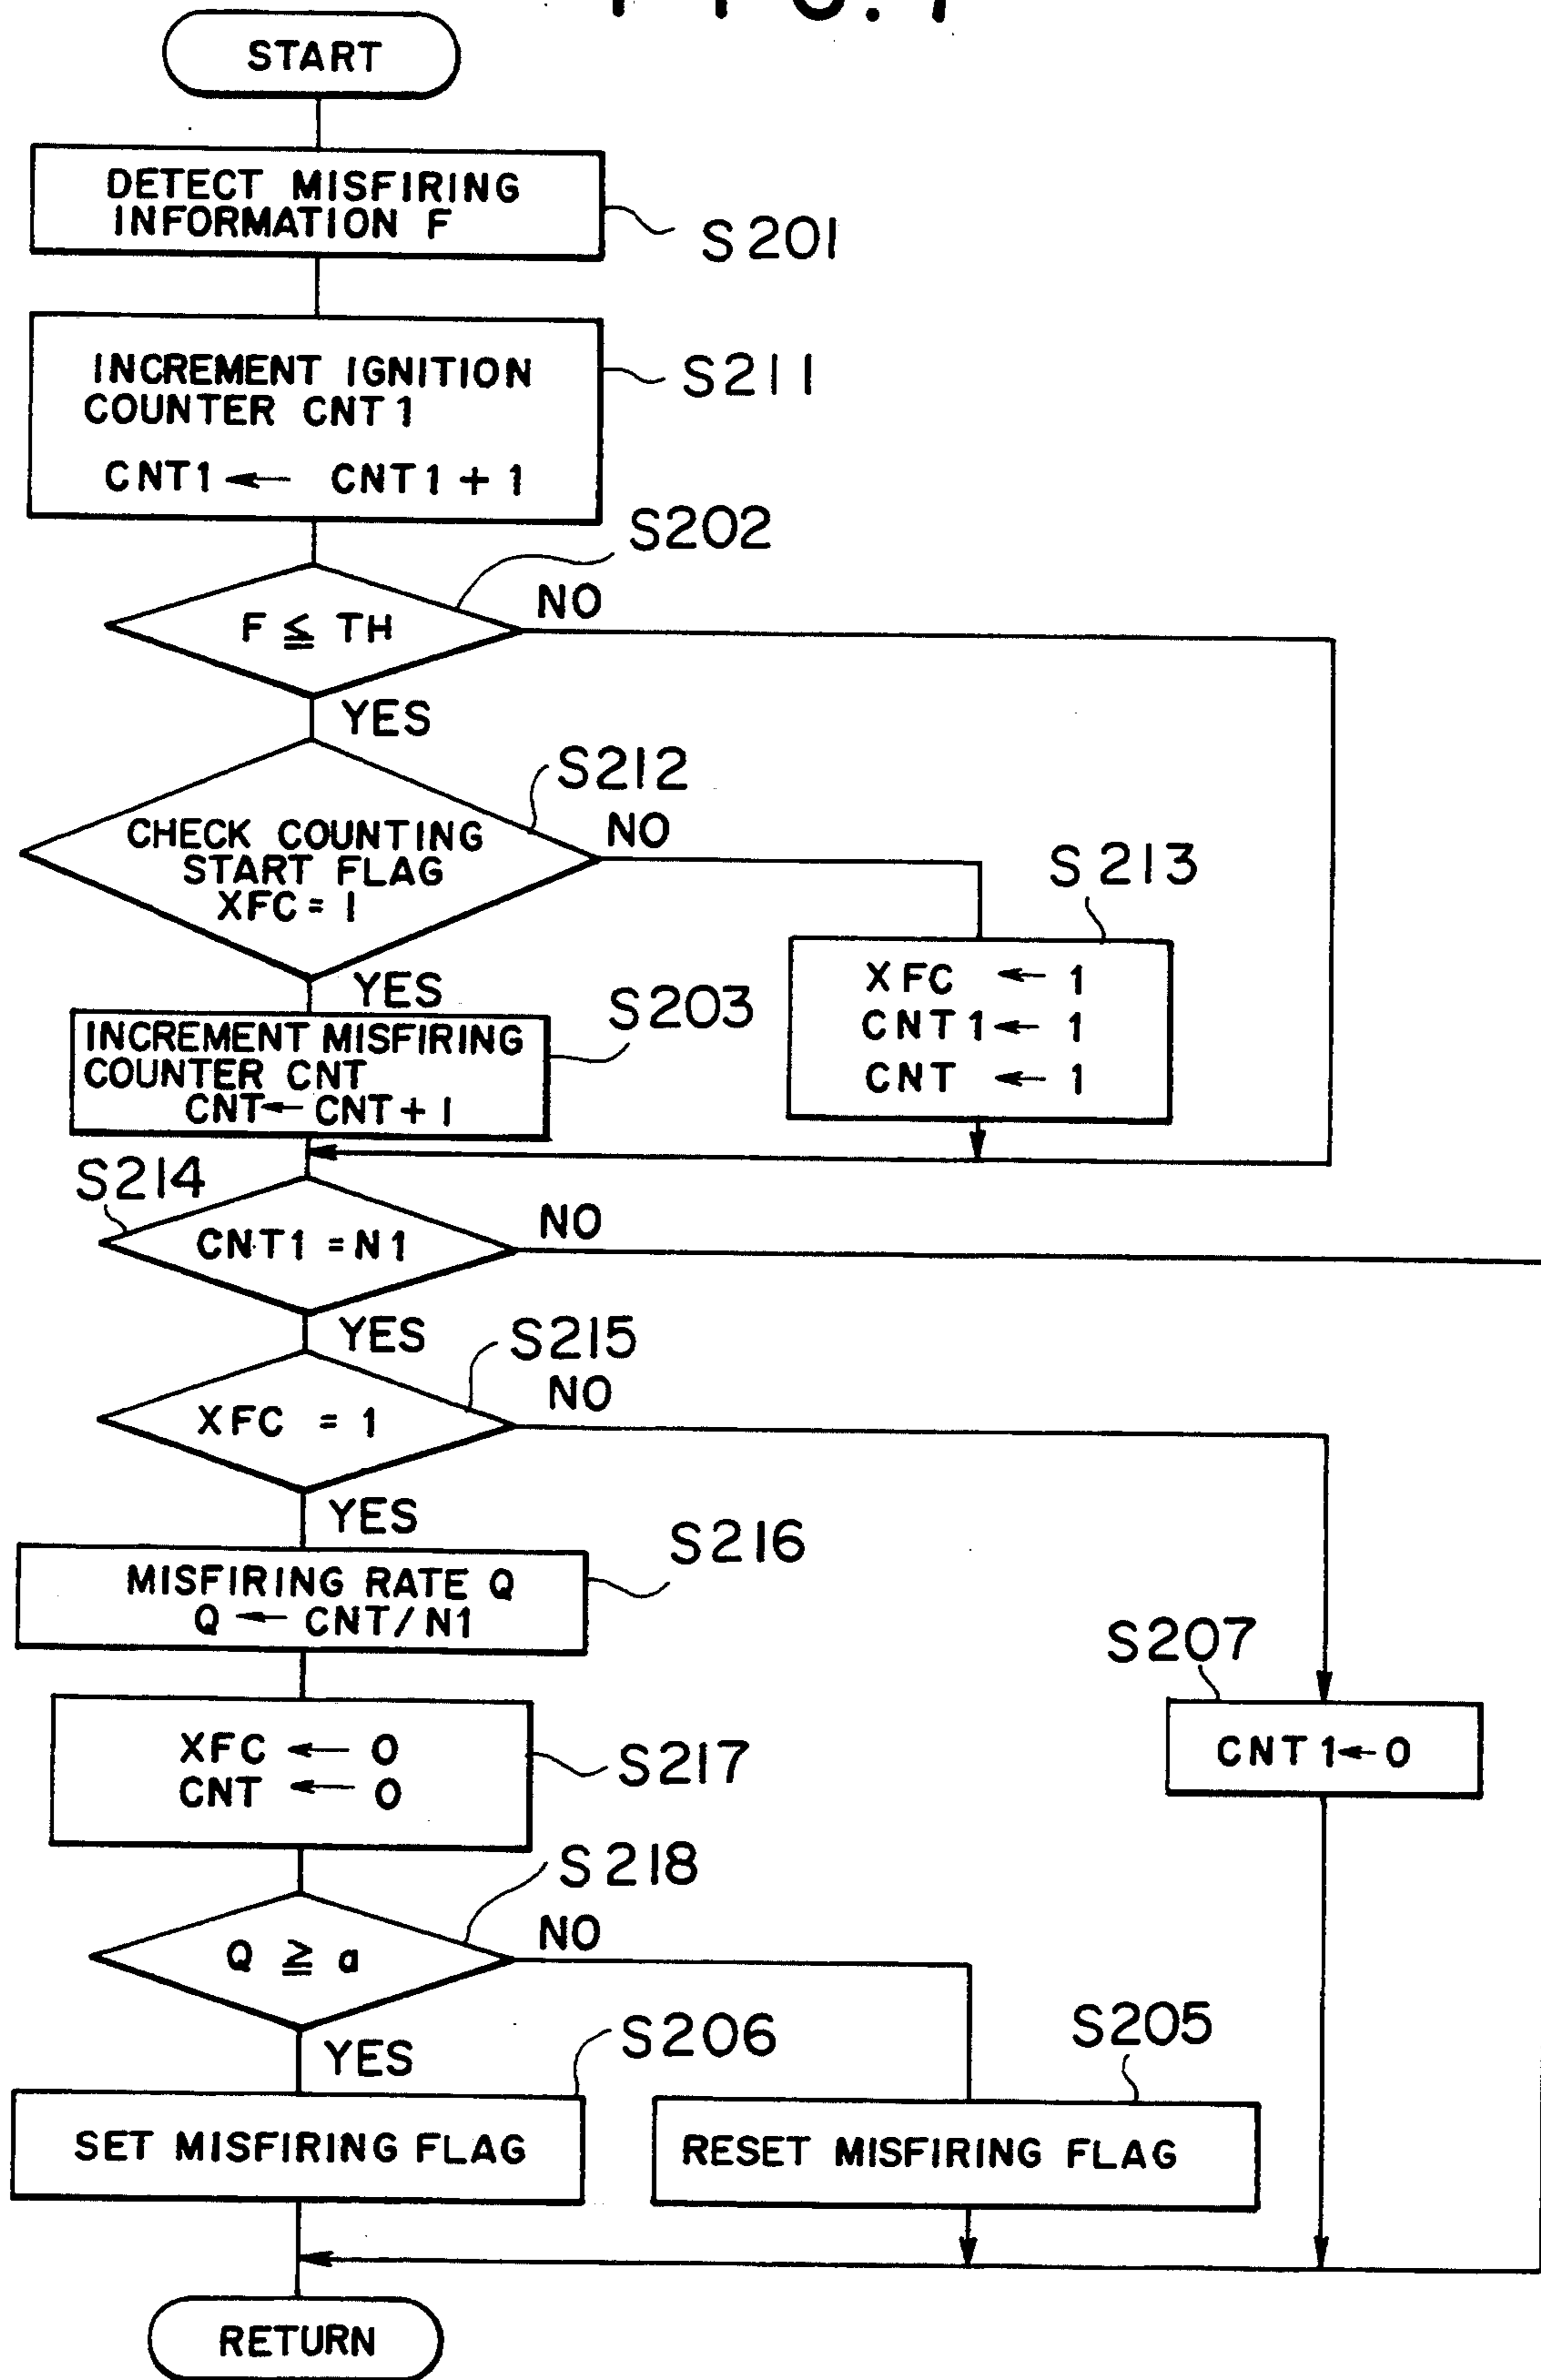 START
DETECT MISFIRING
INFORMATION F
S201
INCREMENT IGNITION
COUNTER CNT1
CNT1 ← CNT1 + 1
S211
S202
F ≦ TH
NO
YES
S212
CHECK COUNTING
START FLAG
XFC = 1
NO
S213
XFC ← 1
CNT1 ← 1
CNT ← 1
YES
S203
INCREMENT MISFIRING
COUNTER CNT
CNT ← CNT + 1
S214
CNT1 = N1
NO
YES
S215
XFC = 1
NO
YES
S216
MISFIRING RATE Q
Q ← CNT/N1
S207
CNT1 ← 0
XFC ← 0
CNT ← 0
S217
S218
Q ≧ a
NO
YES
S206
S205
SET MISFIRING FLAG
RESET MISFIRING FLAG
RETURN